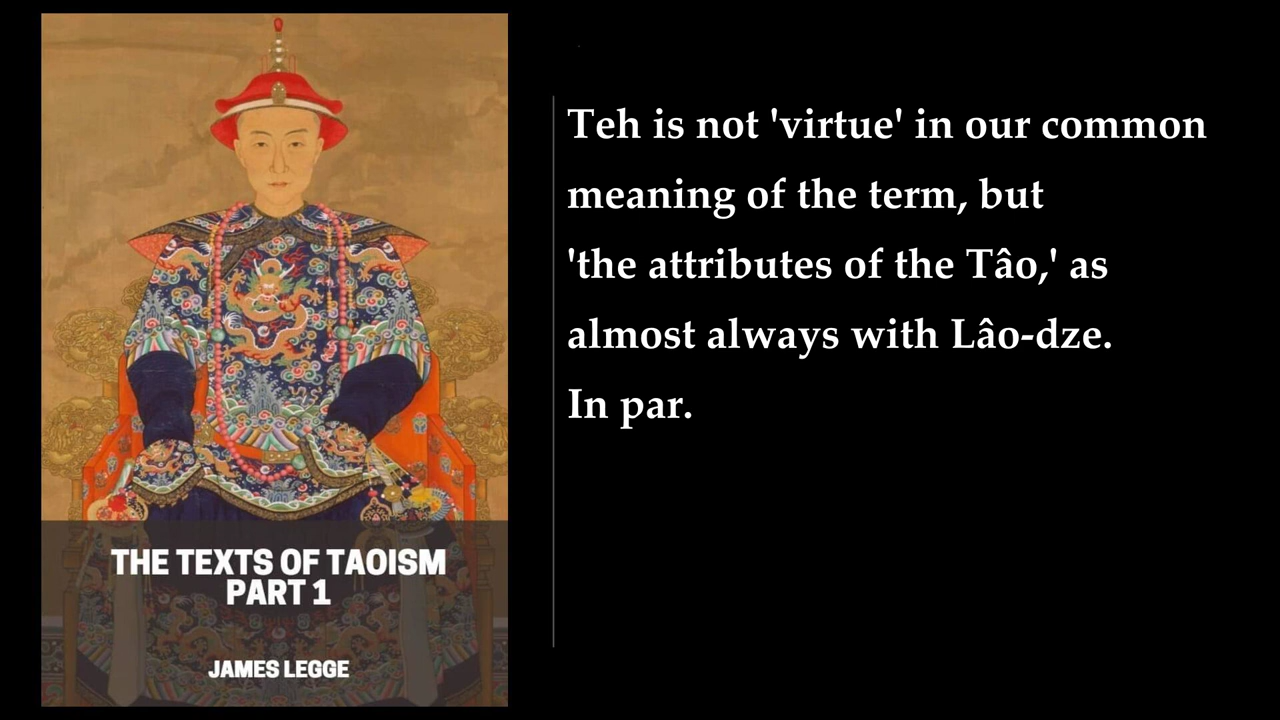 THE TEXTS OF TAOISM
PART 1
JAMES LEGGE
Teh is not 'virtue' in our common
meaning of the term, but
'the attributes of the Tâo,' as
almost always with Lâo-dze.
In par.